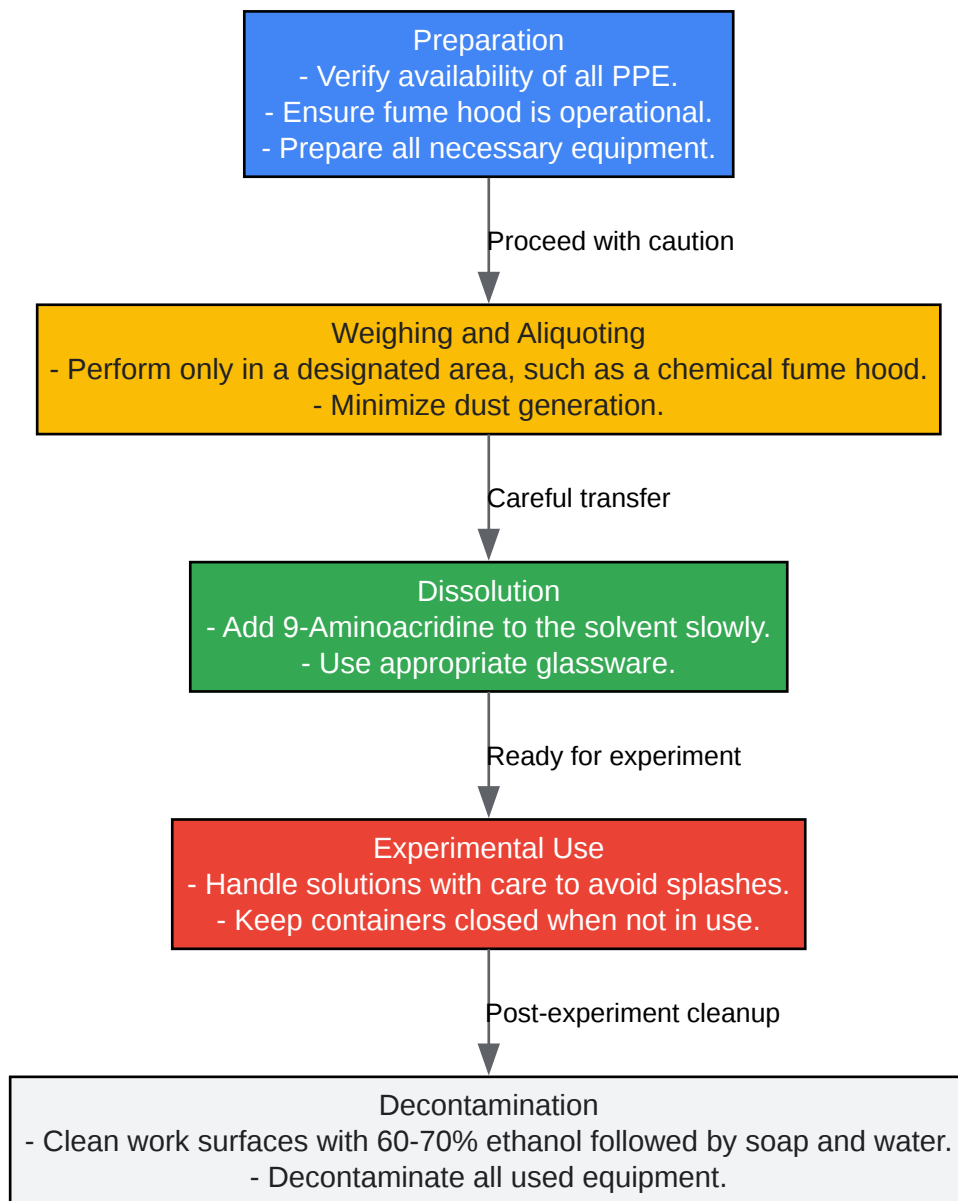 Preparation
- Verify availability of all PPE.
- Ensure fume hood is operational.
- Prepare all necessary equipment.
Proceed with caution
Weighing and Aliquoting
- Perform only in a designated area, such as a chemical fume hood.
- Minimize dust generation.
Careful transfer
Dissolution
- Add 9-Aminoacridine to the solvent slowly.
- Use appropriate glassware.
Ready for experiment
Experimental Use
- Handle solutions with care to avoid splashes.
- Keep containers closed when not in use.
Post-experiment cleanup
Decontamination
- Clean work surfaces with 60-70% ethanol followed by soap and water.
- Decontaminate all used equipment.